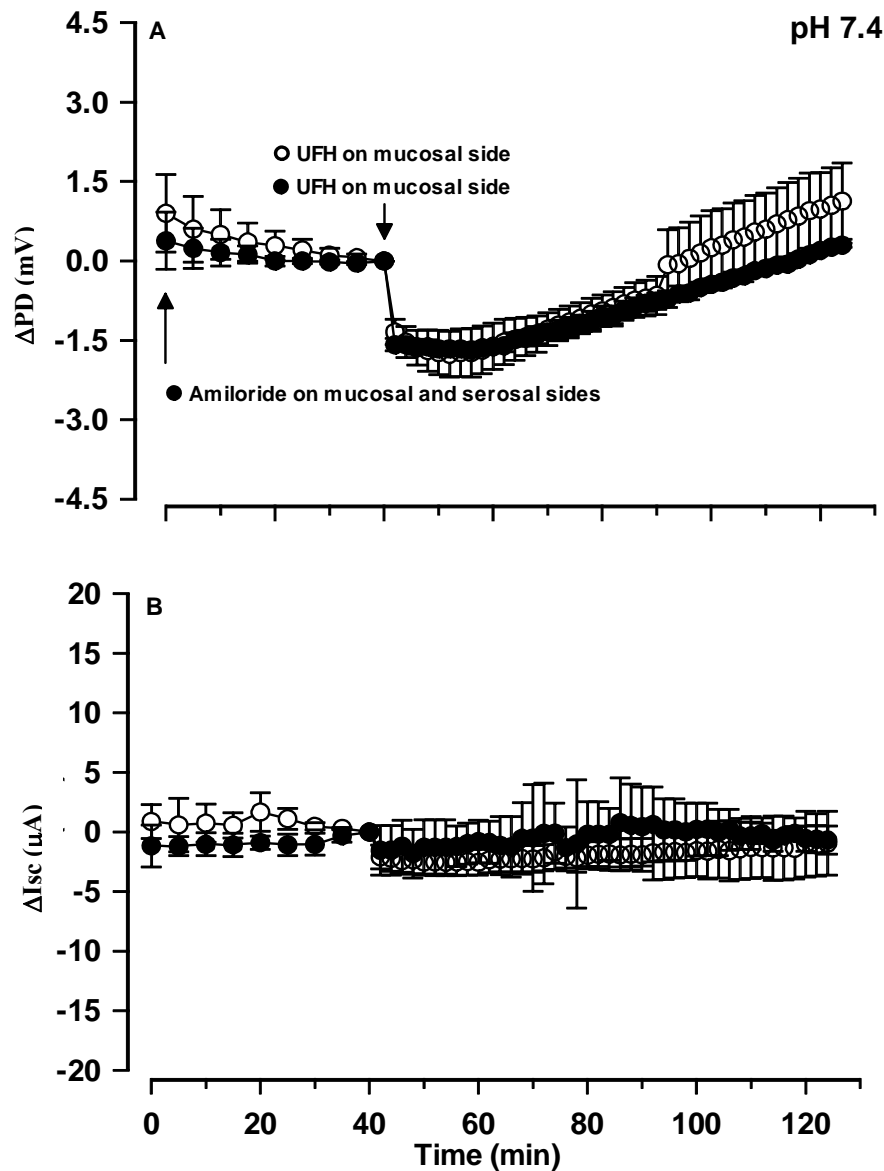 A
pH 7.4
4.5
3.0
1.5
0.0
-1.5
-3.0
-4.5
ΔPD (mV)
UFH on mucosal side
UFH on mucosal side
Amiloride on mucosal and serosal sides
B
20
15
10
5
0
-5
-10
-15
-20
ΔIsc (µA)
0 20 40 60 80 100 120
Time (min)